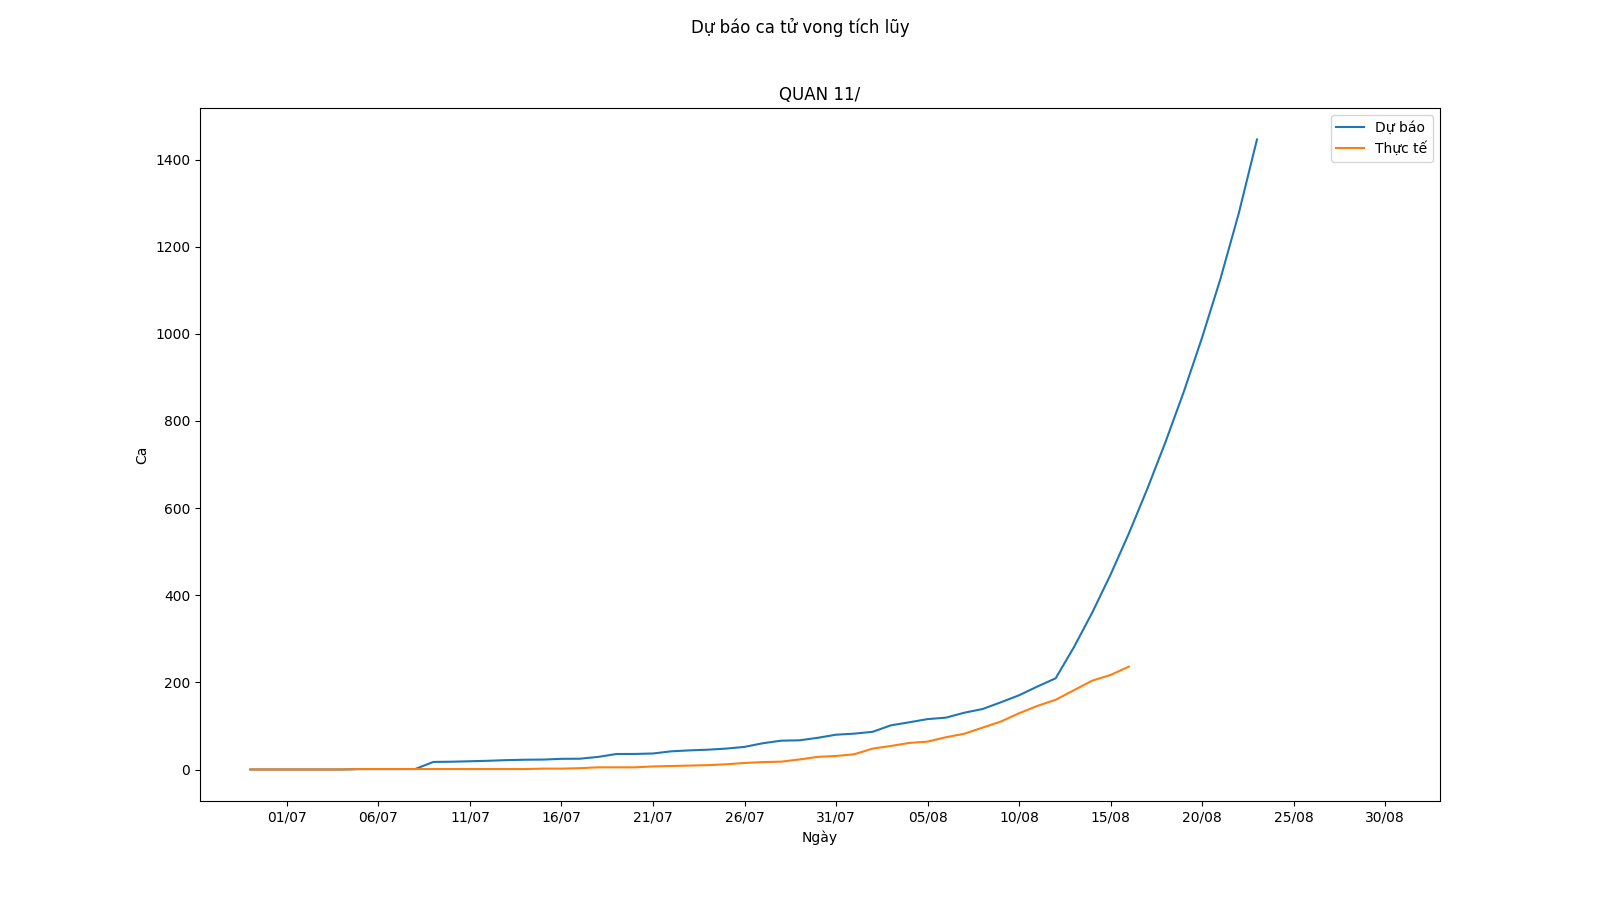 Dự báo ca tử vong tích lũy
QUAN 11/
Dự báo
Thực tế
1400
1200
1000
800
600
400
200
0
Ca
01/07 06/07 11/07 16/07 21/07 26/07 31/07 05/08 10/08 15/08 20/08 25/08 30/08
Ngày